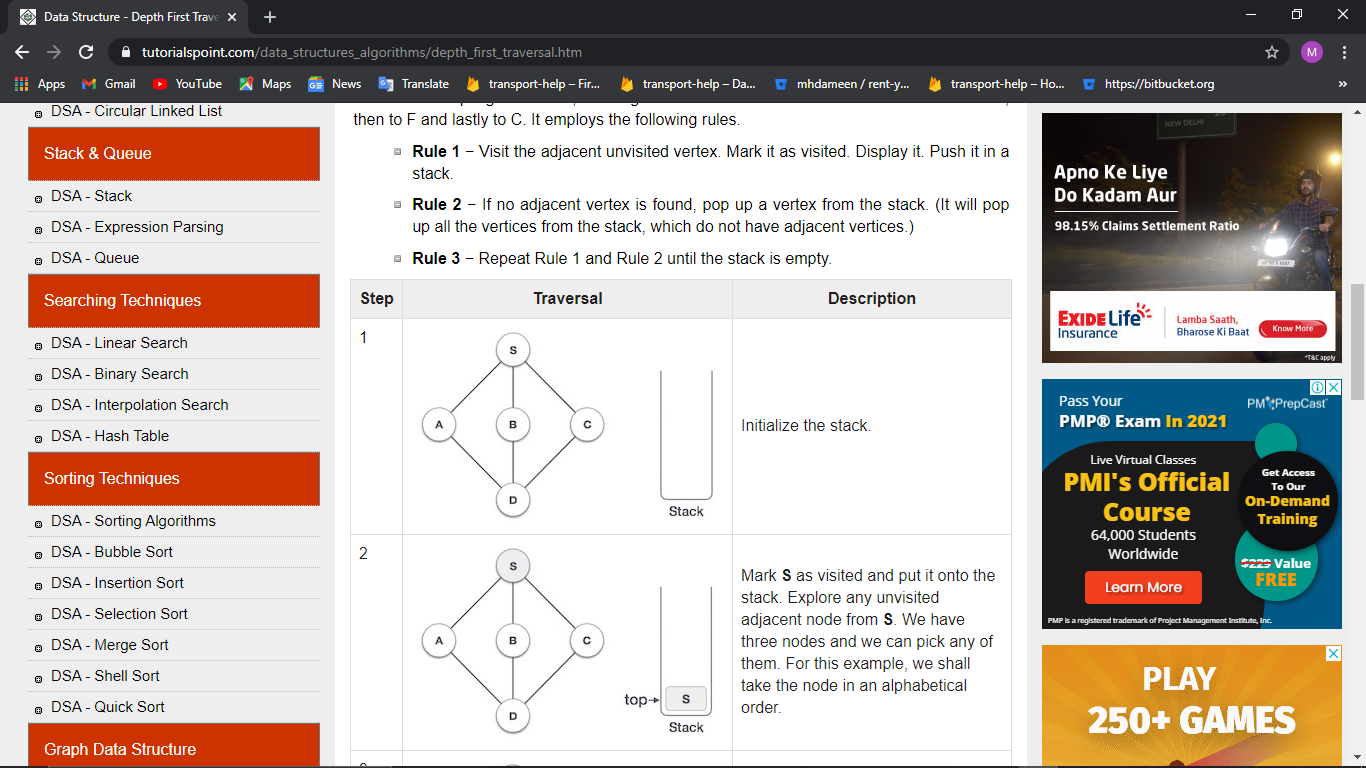 Data Structure - Depth First Trave
tutorialspoint.com/data_structures_algorithms/depth_first_traversal.htm
M
Apps
Gmail
YouTube
Maps
News
Translate
transport-help – Fir...
transport-help – Da...
mhdameen / rent-y...
transport-help – Ho...
https://bitbucket.org
»
DSA - Circular Linked List
Stack & Queue
DSA - Stack
DSA - Expression Parsing
DSA - Queue
Searching Techniques
DSA - Linear Search
DSA - Binary Search
DSA - Interpolation Search
DSA - Hash Table
Sorting Techniques
DSA - Sorting Algorithms
DSA - Bubble Sort
DSA - Insertion Sort
DSA - Selection Sort
DSA - Merge Sort
DSA - Shell Sort
DSA - Quick Sort
Graph Data Structure
then to F and lastly to C. It employs the following rules.
Rule 1 − Visit the adjacent unvisited vertex. Mark it as visited. Display it. Push it in a
stack.
Rule 2 − If no adjacent vertex is found, pop up a vertex from the stack. (It will pop
up all the vertices from the stack, which do not have adjacent vertices.)
Rule 3 − Repeat Rule 1 and Rule 2 until the stack is empty.
Step Traversal Description
1
S
A B C
D
Stack
Initialize the stack.
2
S
A B C
D
top
S
Stack
Mark S as visited and put it onto the
stack. Explore any unvisited
adjacent node from S. We have
three nodes and we can pick any of
them. For this example, we shall
take the node in an alphabetical
order.
NEW DELHI
Apno Ke Liye
Do Kadam Aur
98.15% Claims Settlement Ratio
EXIDE Life
Insurance
Lamba Saath,
Bharose Ki Baat
Know More
*T&C apply
Pass Your
PMP® Exam In 2021
PM PrepCast
Live Virtual Classes
PMI's Official
Course
64,000 Students
Worldwide
Learn More
Get Access
To Our
On-Demand
Training
$229 Value
FREE
PMP is a registered trademark of Project Management Institute, Inc.
PLAY
250+ GAMES